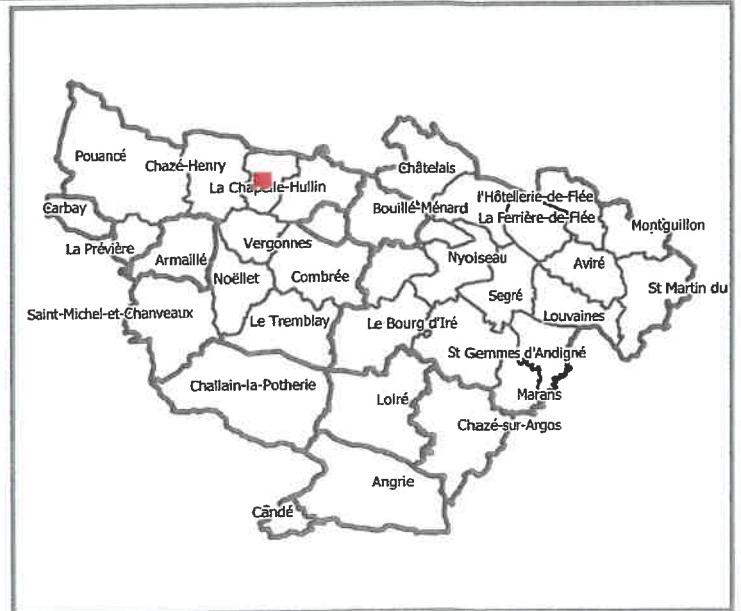 Pouancé
Chazé-Henry
Châtelais
La Chapelle-Hullin
l'Hôtellerie-de-Flée
Carbay
Bouillé-Ménard
La Ferrière-de-Flée
Montguillon
La Prévière
Vergonnes
Armaillé
Nyoiseau
Aviré
Noëllet
Combrée
St Martin du
Segré
Saint-Michel-et-Chanveaux
Le Tremblay
Le Bourg d'Iré
Louvaines
St Gemmes d'Andigné
Challain-la-Potherie
Loiré
Marans
Chazé-sur-Argos
Angrie
Candé